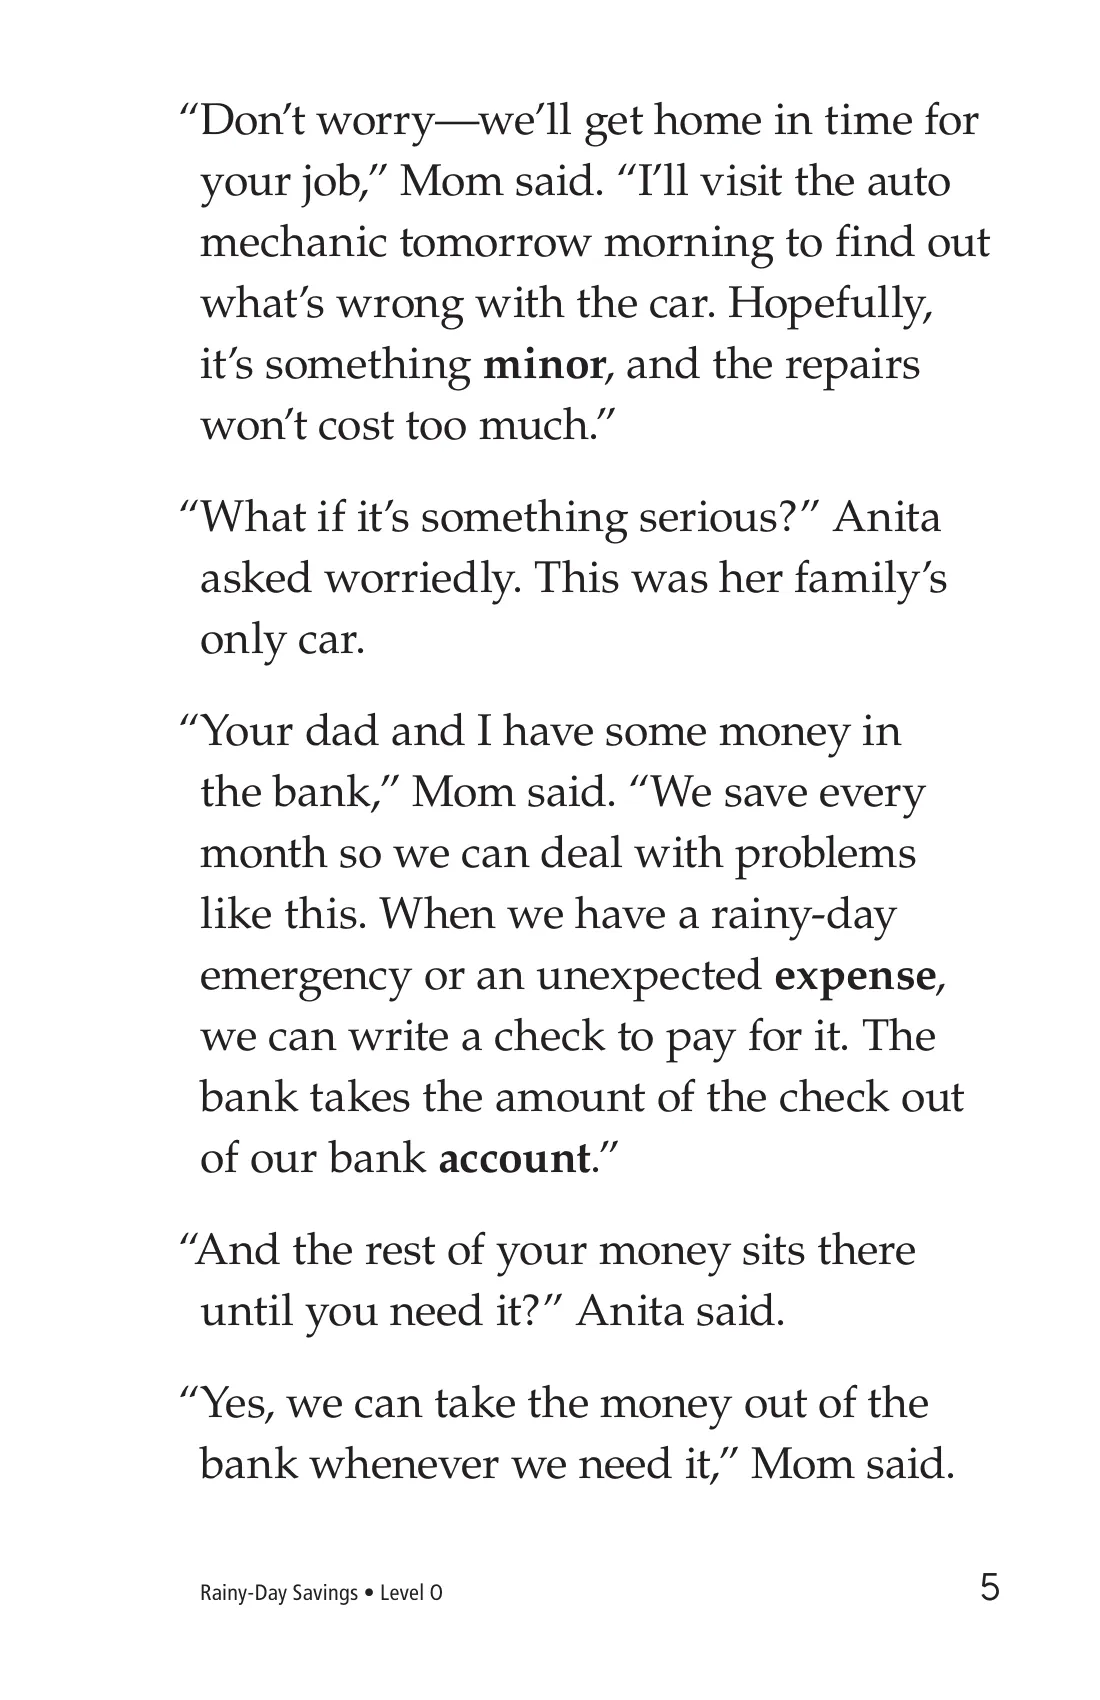 “Don’t worry—we’ll get home in time for
your job,” Mom said. “I’ll visit the auto
mechanic tomorrow morning to find out
what’s wrong with the car. Hopefully,
it’s something minor, and the repairs
won’t cost too much.”
“What if it’s something serious?” Anita
asked worriedly. This was her family’s
only car.
“Your dad and I have some money in
the bank,” Mom said. “We save every
month so we can deal with problems
like this. When we have a rainy-day
emergency or an unexpected expense,
we can write a check to pay for it. The
bank takes the amount of the check out
of our bank account.”
“And the rest of your money sits there
until you need it?” Anita said.
“Yes, we can take the money out of the
bank whenever we need it,” Mom said.
Rainy-Day Savings • Level O 5